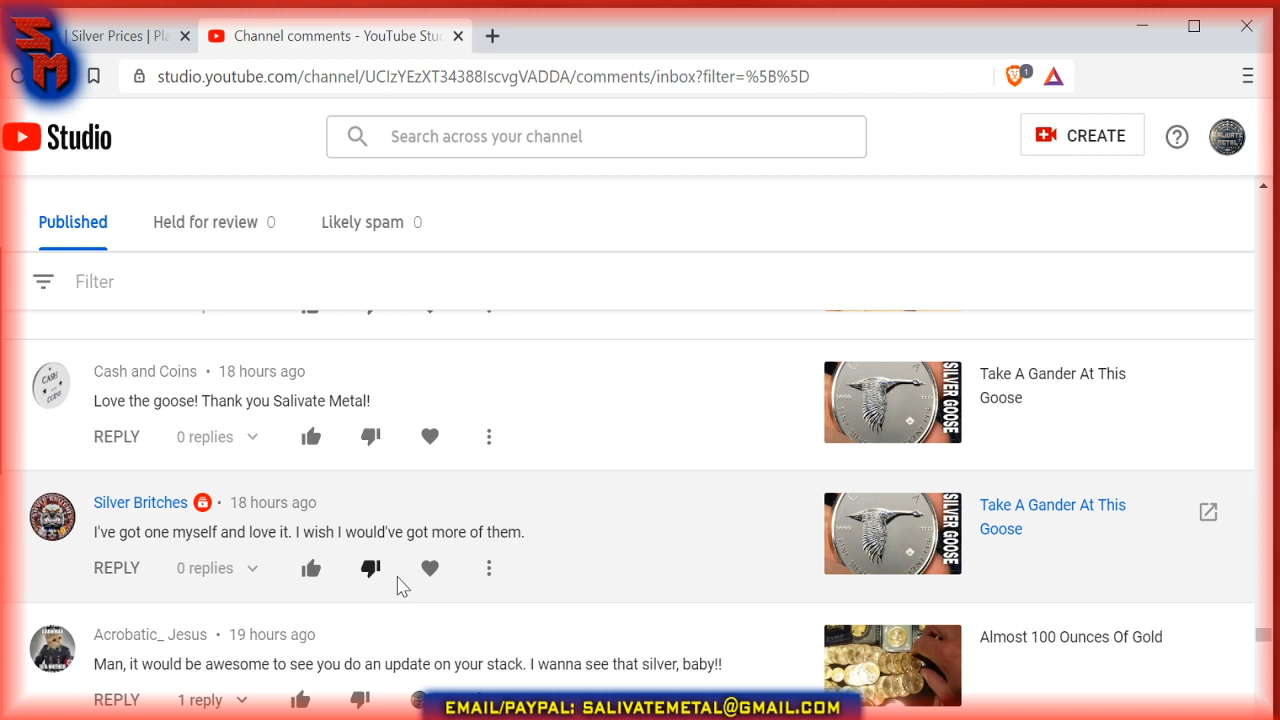 SM
| Silver Prices | Pla
Channel comments - YouTube Stu
studio.youtube.com/channel/UCIzYEzXT34388lscvgVADDA/comments/inbox?filter=%5B%5D
1
Studio
Search across your channel
CREATE
Published
Held for review 0
Likely spam 0
Filter
Cash and Coins • 18 hours ago
Love the goose! Thank you Salivate Metal!
REPLY 0 replies
SILVER GOOSE
Take A Gander At This
Goose
Silver Britches • 18 hours ago
I've got one myself and love it. I wish I would've got more of them.
REPLY 0 replies
SILVER GOOSE
Take A Gander At This
Goose
Acrobatic_ Jesus • 19 hours ago
Man, it would be awesome to see you do an update on your stack. I wanna see that silver, baby!!
REPLY 1 reply
Almost 100 Ounces Of Gold
EMAIL/PAYPAL: SALIVATEMETAL@GMAIL.COM